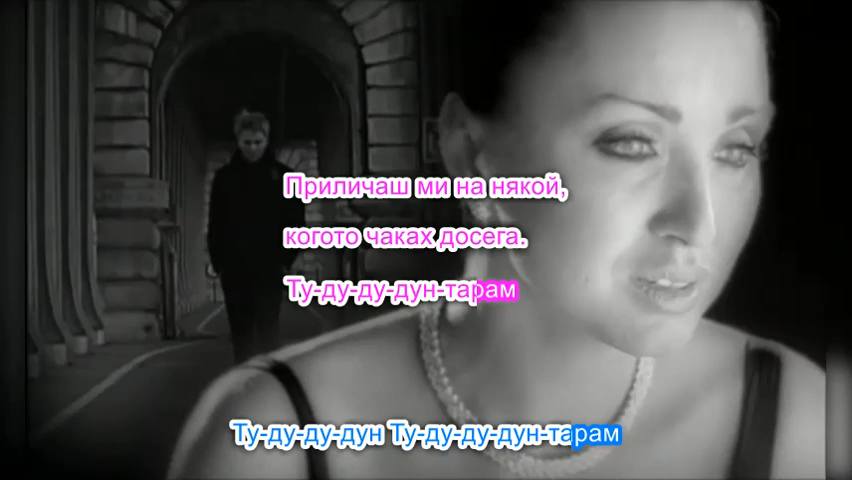 Приличаш ми на някой,
когото чаках досега.
Ту-ду-ду-дун-тарам
Ту-ду-ду-дун Ту-ду-ду-дун-тарам